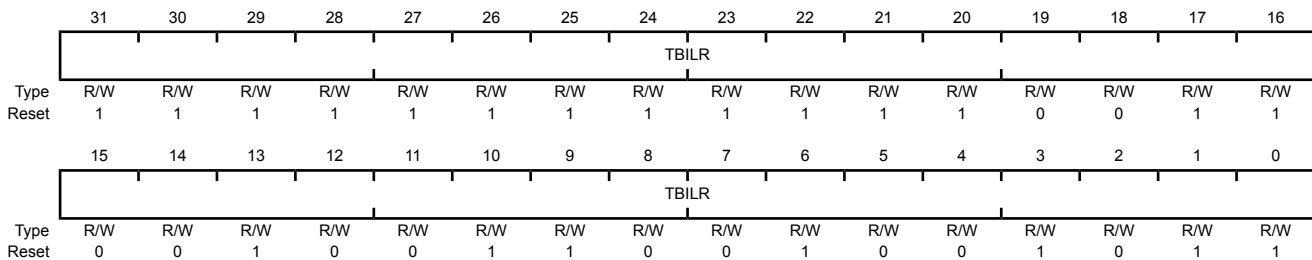 31 30 29 28 27 26 25 24 23 22 21 20 19 18 17 16
TBILR
Type R/W R/W R/W R/W R/W R/W R/W R/W R/W R/W R/W R/W R/W R/W R/W R/W
Reset 1 1 1 1 1 1 1 1 1 1 1 1 0 0 1 1
15 14 13 12 11 10 9 8 7 6 5 4 3 2 1 0
TBILR
Type R/W R/W R/W R/W R/W R/W R/W R/W R/W R/W R/W R/W R/W R/W R/W R/W
Reset 0 0 1 0 0 1 1 0 0 1 0 0 1 0 1 1